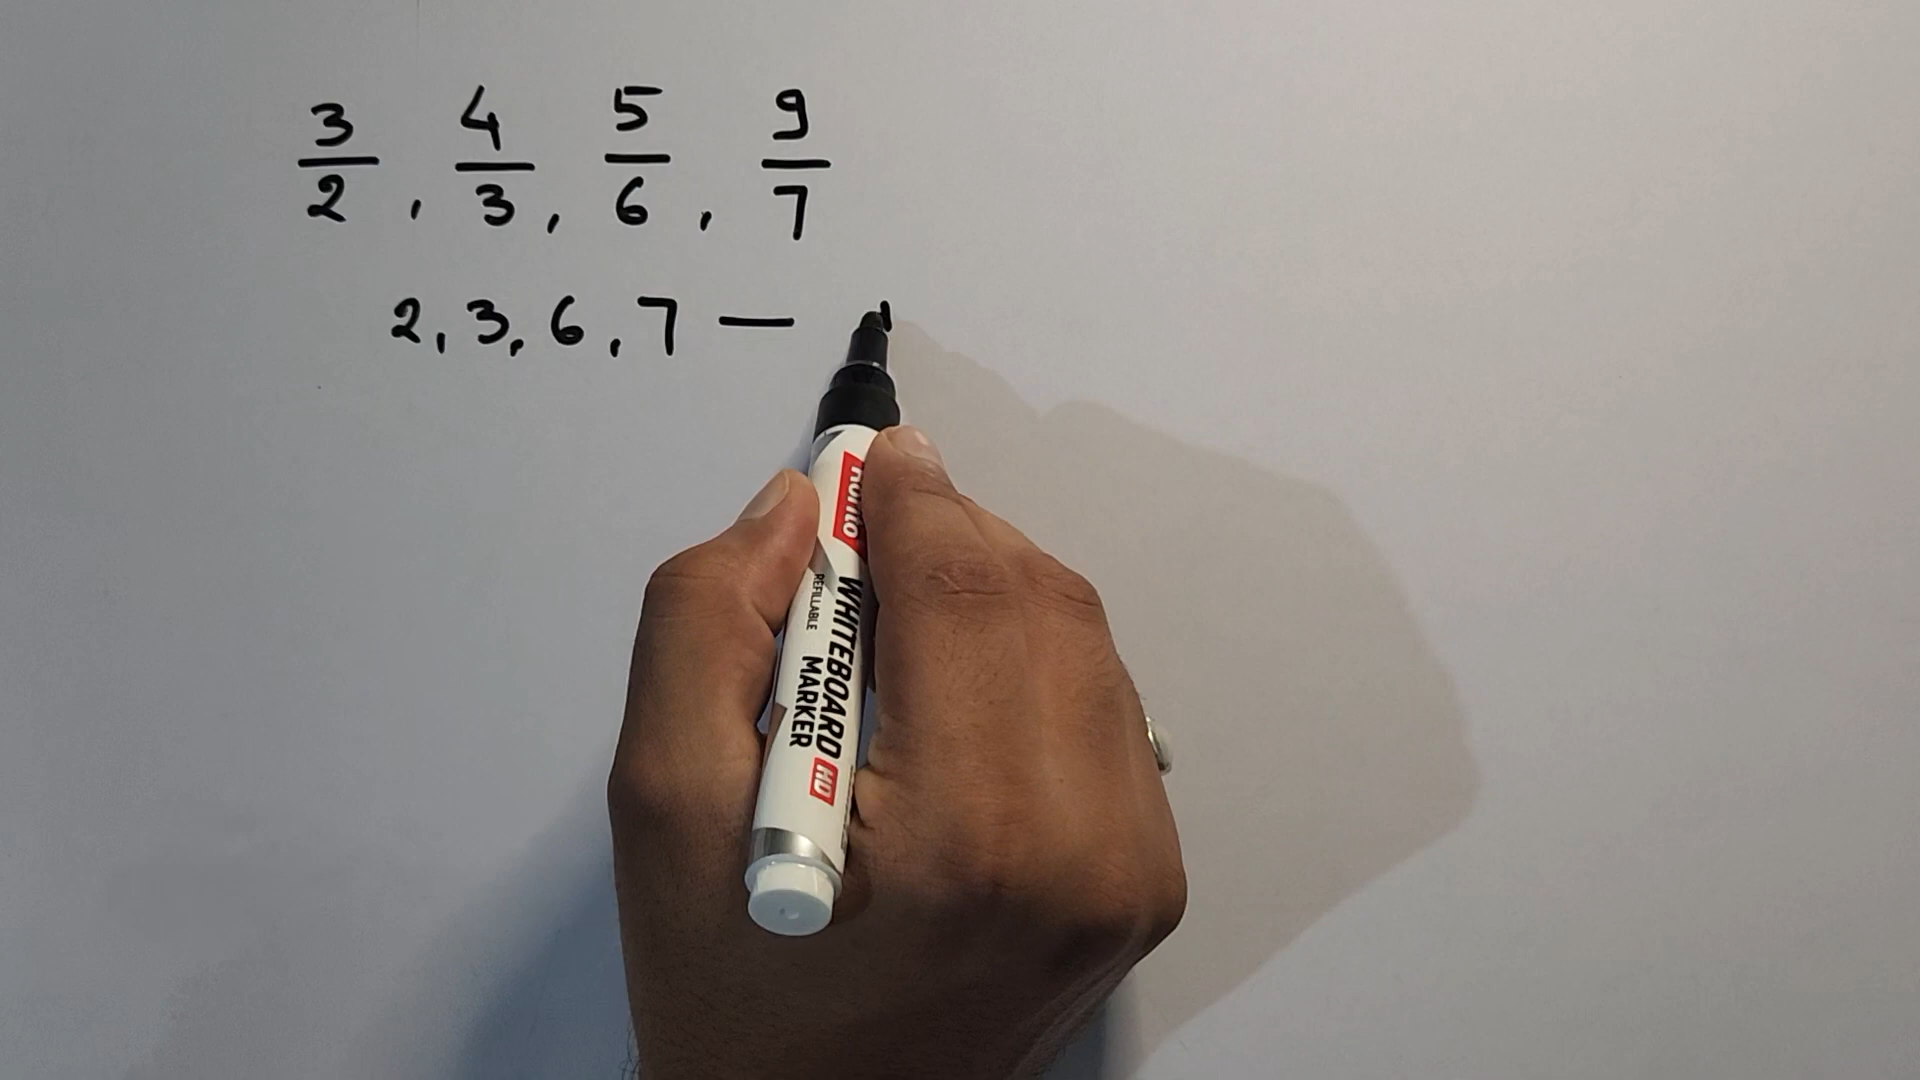 3/2 , 4/3 , 5/6 , 9/7
2, 3, 6, 7 —
WHITEBOARD
MARKER HD
REFILLABLE